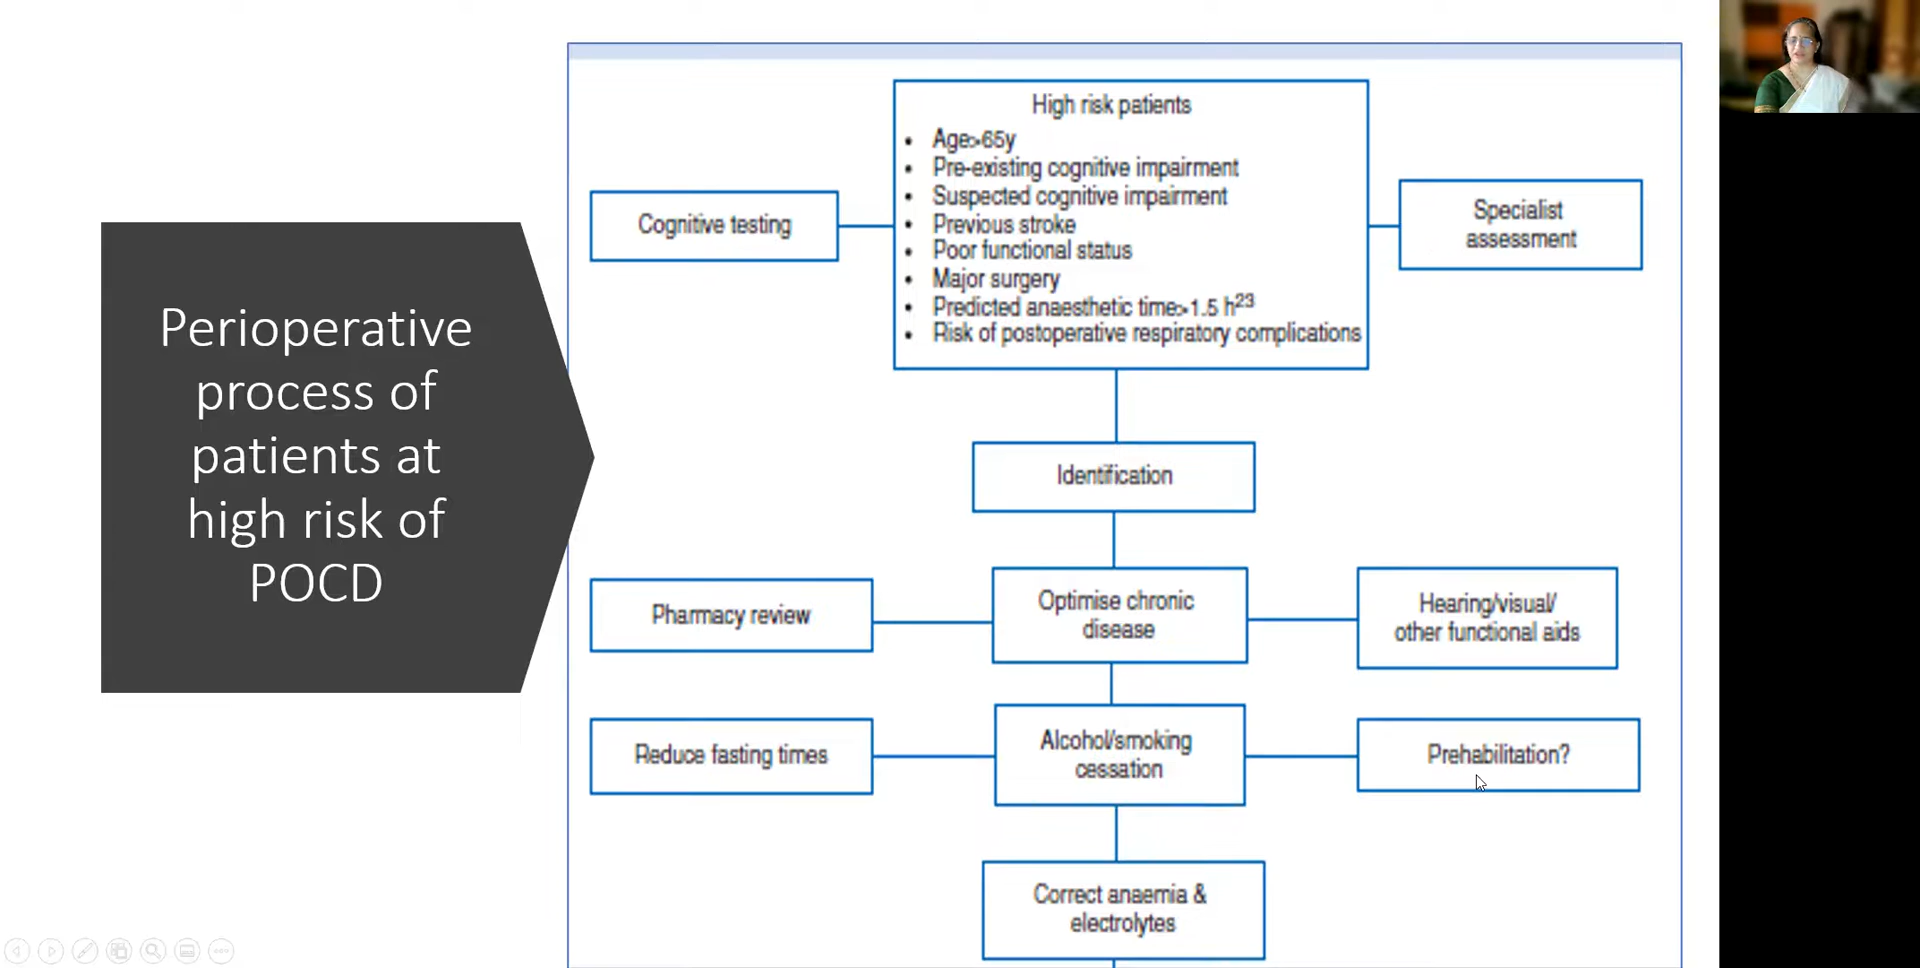 Perioperative
process of
patients at
high risk of
POCD
High risk patients
• Age>65y
• Pre-existing cognitive impairment
• Suspected cognitive impairment
• Previous stroke
• Poor functional status
• Major surgery
• Predicted anaesthetic time>1.5 h²³
• Risk of postoperative respiratory complications
Cognitive testing
Specialist
assessment
Identification
Pharmacy review
Optimise chronic
disease
Hearing/visual/
other functional aids
Reduce fasting times
Alcohol/smoking
cessation
Prehabilitation?
Correct anaemia &
electrolytes